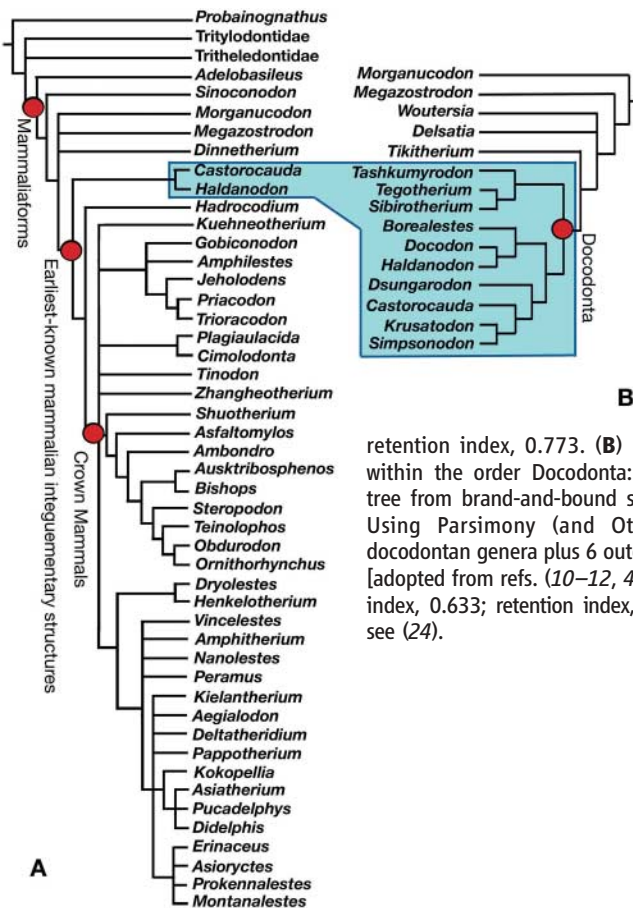 Probainognathus
Tritylodontidae
Tritheledontidae
Adelobasileus
Sinoconodon
Morganucodon
Megazostrodon
Dinnetherium
Castorocauda
Haldanodon
Hadrocodium
Kuehneotherium
Gobiconodon
Amphilestes
Jeholodens
Priacodon
Trioracodon
Plagiaulacida
Cimolodonta
Tinodon
Zhangheotherium
Shuotherium
Asfaltomylos
Ambondro
Ausktribosphenos
Bishops
Steropodon
Teinolophos
Obdurodon
Ornithorhynchus
Dryolestes
Henkelotherium
Vincelestes
Amphitherium
Nanolestes
Peramus
Kielantherium
Aegialodon
Deltatheridium
Pappotherium
Kokopellia
Asiatherium
Pucadelphys
Didelphis
Erinaceus
Asioryctes
Prokennalestes
Montanalestes
Mammaliaforms
Earliest-known mammalian integuementary structures
Crown Mammals
A
Morganucodon
Megazostrodon
Woutersia
Delsatia
Tikitherium
Tashkumyrodon
Tegotherium
Sibirotherium
Borealestes
Docodon
Haldanodon
Dsungarodon
Castorocauda
Krusatodon
Simpsonodon
Docodonta
B
retention index, 0.773. (B)
within the order Docodonta:
tree from brand-and-bound s
Using Parsimony (and Ot
docodontan genera plus 6 outg
[adopted from refs. (10–12, 4
index, 0.633; retention index,
see (24).